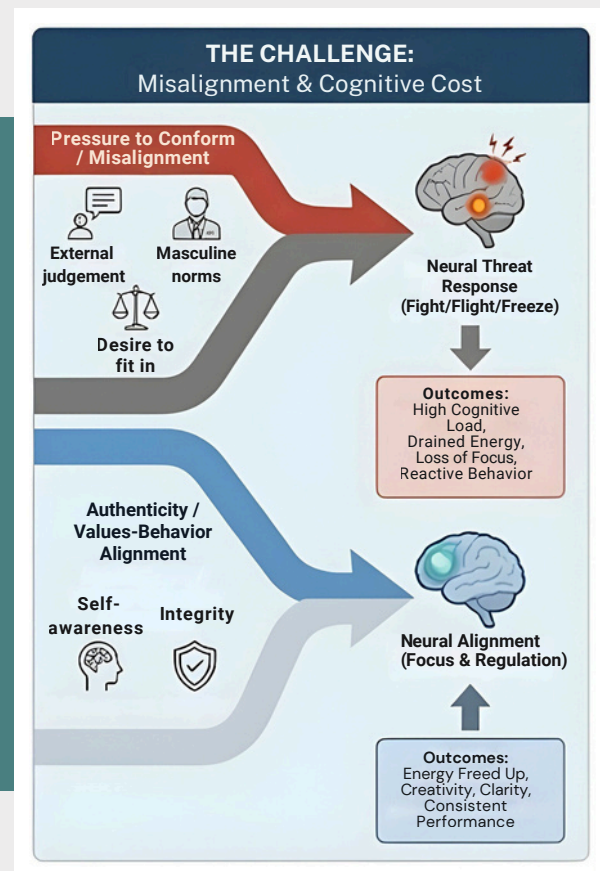 THE CHALLENGE:
Misalignment & Cognitive Cost
Pressure to Conform
/ Misalignment
External
judgement
Masculine
norms
Desire to
fit in
Neural Threat
Response
(Fight/Flight/Freeze)
Outcomes:
High Cognitive
Load,
Drained Energy,
Loss of Focus,
Reactive Behavior
Authenticity /
Values-Behavior
Alignment
Self-
awareness
Integrity
Neural Alignment
(Focus & Regulation)
Outcomes:
Energy Freed Up,
Creativity, Clarity,
Consistent
Performance